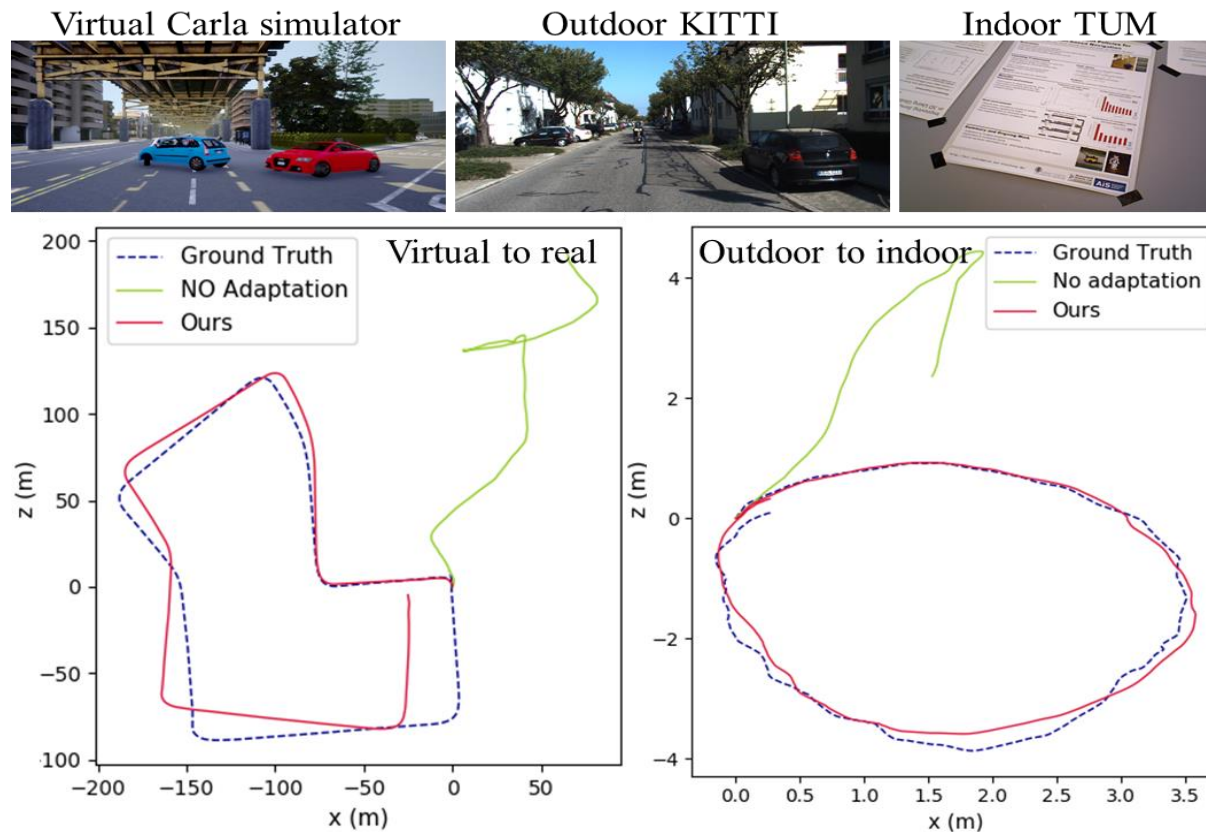 Virtual Carla simulator
Outdoor KITTI
Indoor TUM
AiS
Virtual to real
Ground Truth
NO Adaptation
Ours
200
150
100
50
0
−50
-100
z (m)
−200
−150
−100
−50
0
50
x (m)
Outdoor to indoor
Ground Truth
No adaptation
Ours
4
2
0
−2
−4
z (m)
0.0
0.5
1.0
1.5
2.0
2.5
3.0
3.5
x (m)